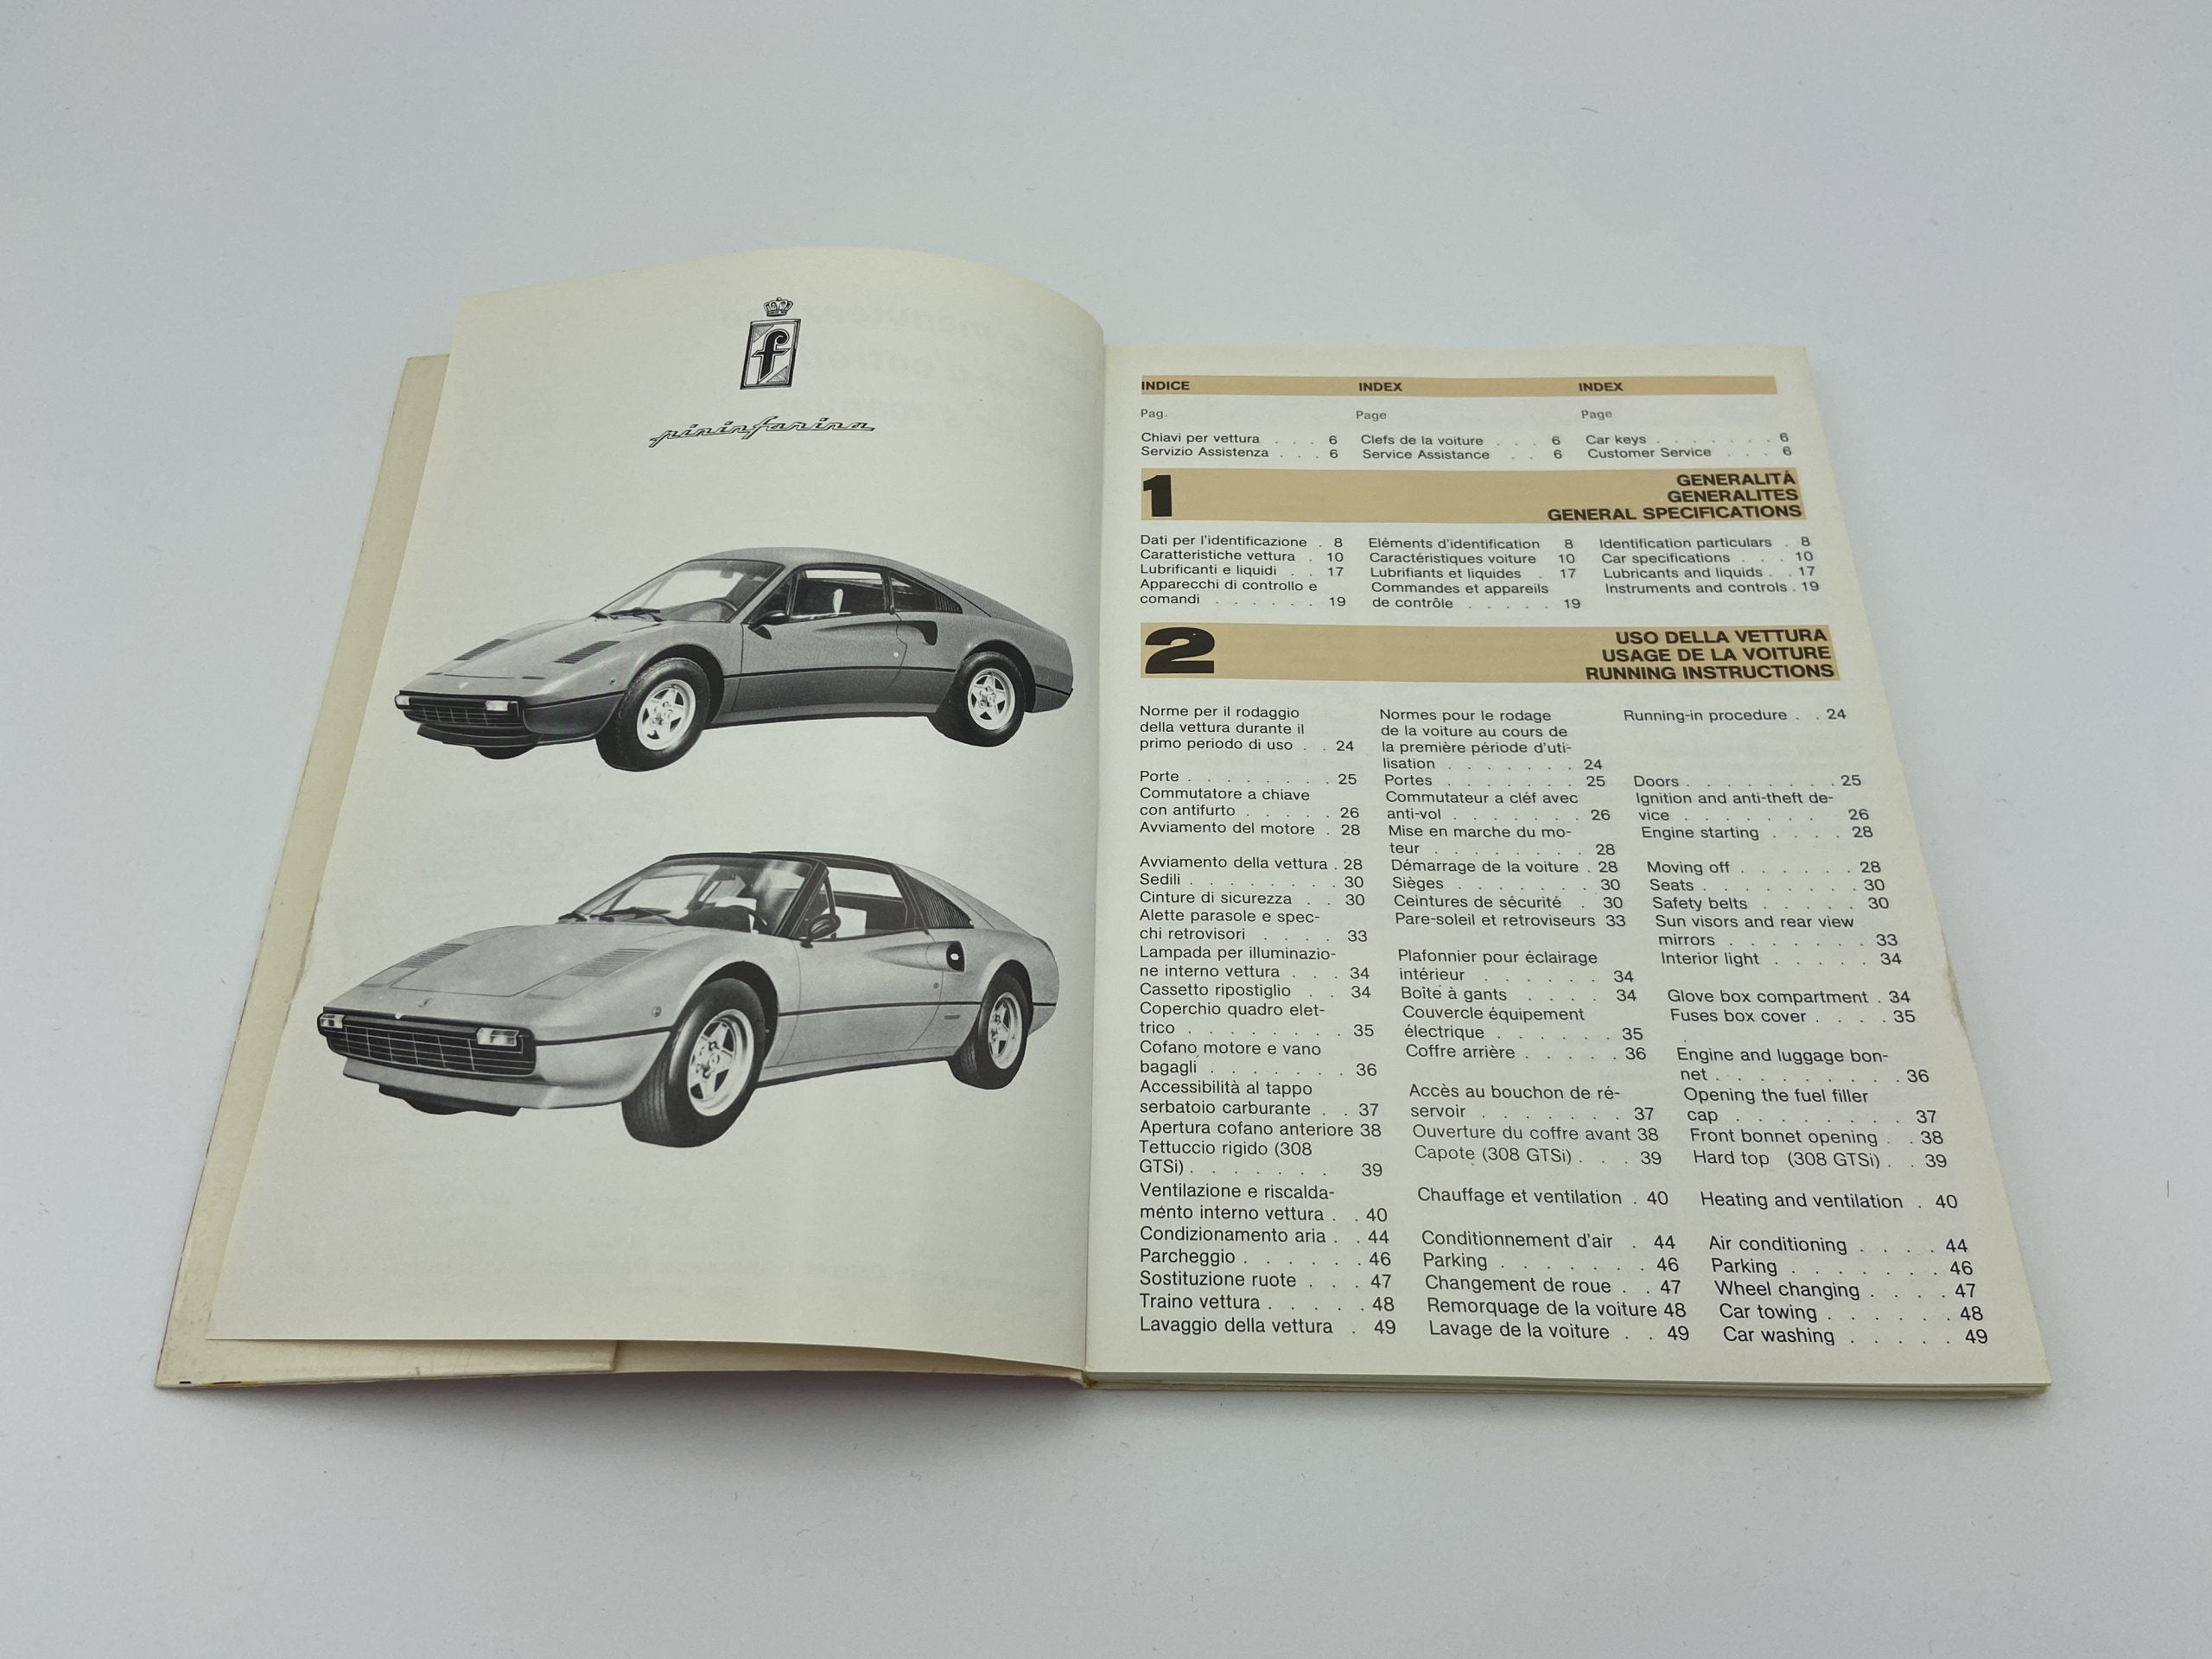 f
pininfarina
INDICE INDEX INDEX
Pag. Page Page
Chiavi per vettura . . . 6 Clefs de la voiture . . . 6 Car keys . . . . . . . 6
Servizio Assistenza . . . 6 Service Assistance . . 6 Customer Service . . . 6
1
GENERALITÀ
GENERALITES
GENERAL SPECIFICATIONS
Dati per l'identificazione . 8 Eléments d'identification 8 Identification particulars . 8
Caratteristiche vettura . 10 Caractéristiques voiture 10 Car specifications . . . 10
Lubrificanti e liquidi . . 17 Lubrifiants et liquides . 17 Lubricants and liquids . . 17
Apparecchi di controllo e Commandes et appareils Instruments and controls . 19
comandi . . . . . . 19 de contrôle . . . . . 19
2
USO DELLA VETTURA
USAGE DE LA VOITURE
RUNNING INSTRUCTIONS
Norme per il rodaggio Normes pour le rodage Running-in procedure . . 24
della vettura durante il de la voiture au cours de
primo periodo di uso . . 24 la première période d'uti-
lisation . . . . . . . 24
Porte . . . . . . . . 25 Portes . . . . . . . 25 Doors . . . . . . . . 25
Commutatore a chiave Commutateur a cléf avec Ignition and anti-theft de-
con antifurto . . . . . 26 anti-vol . . . . . . . 26 vice . . . . . . . 26
Avviamento del motore . 28 Mise en marche du mo- Engine starting . . . . 28
teur . . . . . . . . 28
Avviamento della vettura . 28 Démarrage de la voiture . 28 Moving off . . . . . . 28
Sedili . . . . . . . . 30 Sièges . . . . . . . 30 Seats . . . . . . . . 30
Cinture di sicurezza . . 30 Ceintures de sécurité . 30 Safety belts . . . . . 30
Alette parasole e spec- Pare-soleil et retroviseurs 33 Sun visors and rear view
chi retrovisori . . . . 33 mirrors . . . . . . . 33
Lampada per illuminazio- Plafonnier pour éclairage Interior light . . . . . 34
ne interno vettura . . . 34 intérieur . . . . . . 34
Cassetto ripostiglio . . 34 Boîte à gants . . . . 34 Glove box compartment . 34
Coperchio quadro elet- Couvercle équipement Fuses box cover . . . . 35
trico . . . . . . . . 35 électrique . . . . . . 35
Cofano motore e vano Coffre arrière . . . . . 36 Engine and luggage bon-
bagagli . . . . . . . 36 net . . . . . . . . . 36
Accessibilità al tappo Accès au bouchon de ré- Opening the fuel filler
serbatoio carburante . . 37 servoir . . . . . . . 37 cap . . . . . . . . 37
Apertura cofano anteriore 38 Ouverture du coffre avant 38 Front bonnet opening . . 38
Tettuccio rigido (308 Capote (308 GTSi) . . . 39 Hard top (308 GTSi) . . 39
GTSi) . . . . . . . 39
Ventilazione e riscalda- Chauffage et ventilation . 40 Heating and ventilation . 40
mento interno vettura . . 40
Condizionamento aria . . 44 Conditionnement d'air . 44 Air conditioning . . . . 44
Parcheggio . . . . . . 46 Parking . . . . . . . 46 Parking . . . . . . . 46
Sostituzione ruote . . . 47 Changement de roue . . 47 Wheel changing . . . . 47
Traino vettura . . . . . 48 Remorquage de la voiture 48 Car towing . . . . . . 48
Lavaggio della vettura . 49 Lavage de la voiture . . 49 Car washing . . . . . 49